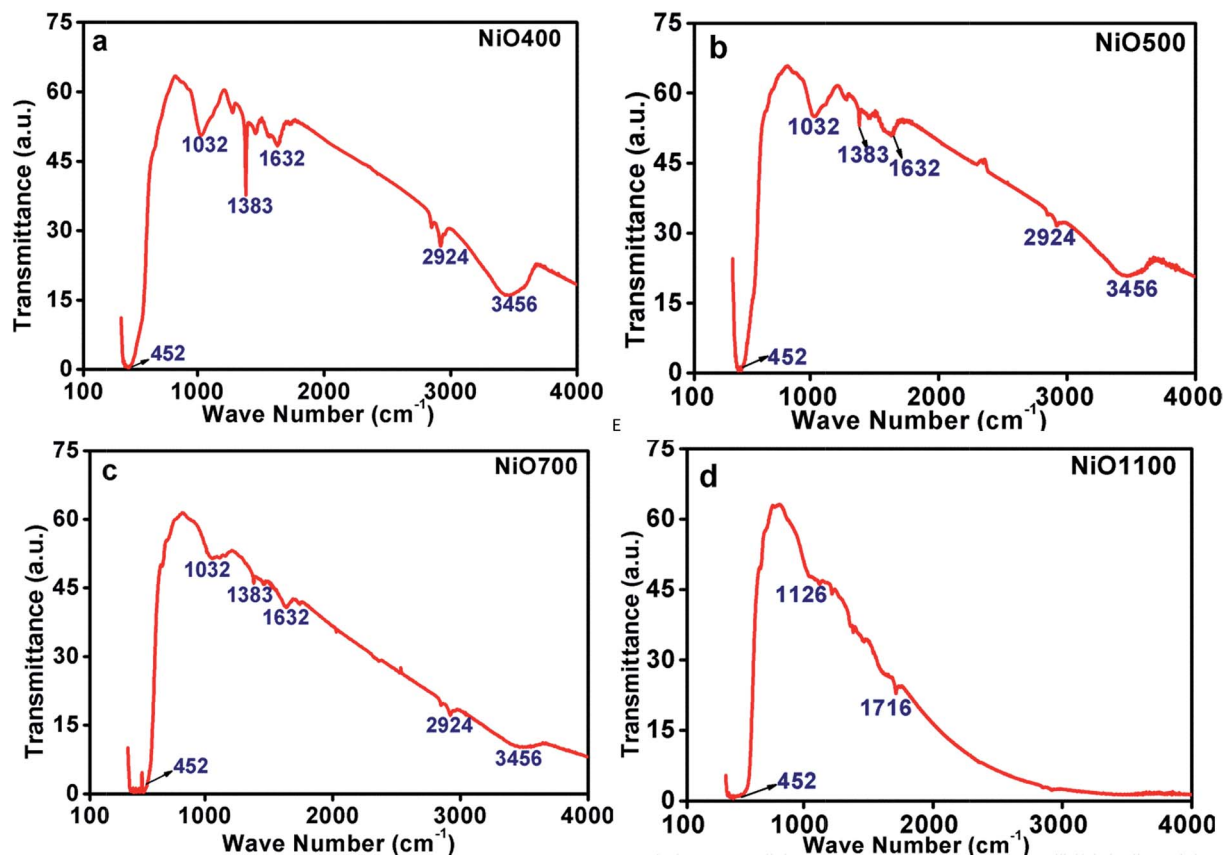 a NiO400
75
60
45
30
15
0
Transmittance (a.u.)
1032
1632
1383
2924
3456
452
100 1000 2000 3000 4000
Wave Number (cm⁻¹)
b NiO500
75
60
45
30
15
0
Transmittance (a.u.)
1032
1383
1632
2924
3456
452
100 1000 2000 3000 4000
Wave Number (cm⁻¹)
E
c NiO700
75
60
45
30
15
0
Transmittance (a.u.)
1032
1383
1632
2924
3456
452
100 1000 2000 3000 4000
Wave Number (cm⁻¹)
d NiO1100
75
60
45
30
15
0
Transmittance (a.u.)
1126
1716
452
100 1000 2000 3000 4000
Wave Number (cm⁻¹)